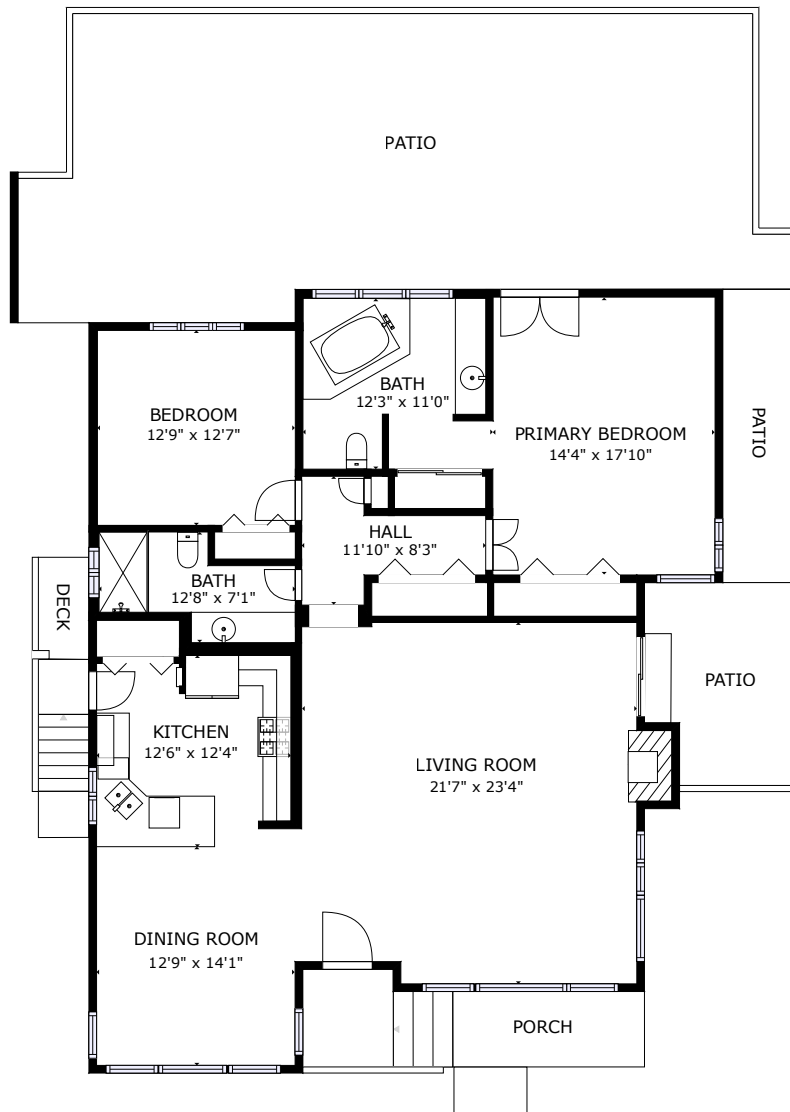 PATIO
BATH
12'3" x 11'0"
BEDROOM
12'9" x 12'7"
PRIMARY BEDROOM
14'4" x 17'10"
PATIO
HALL
11'10" x 8'3"
BATH
12'8" x 7'1"
DECK
PATIO
KITCHEN
12'6" x 12'4"
LIVING ROOM
21'7" x 23'4"
DINING ROOM
12'9" x 14'1"
PORCH